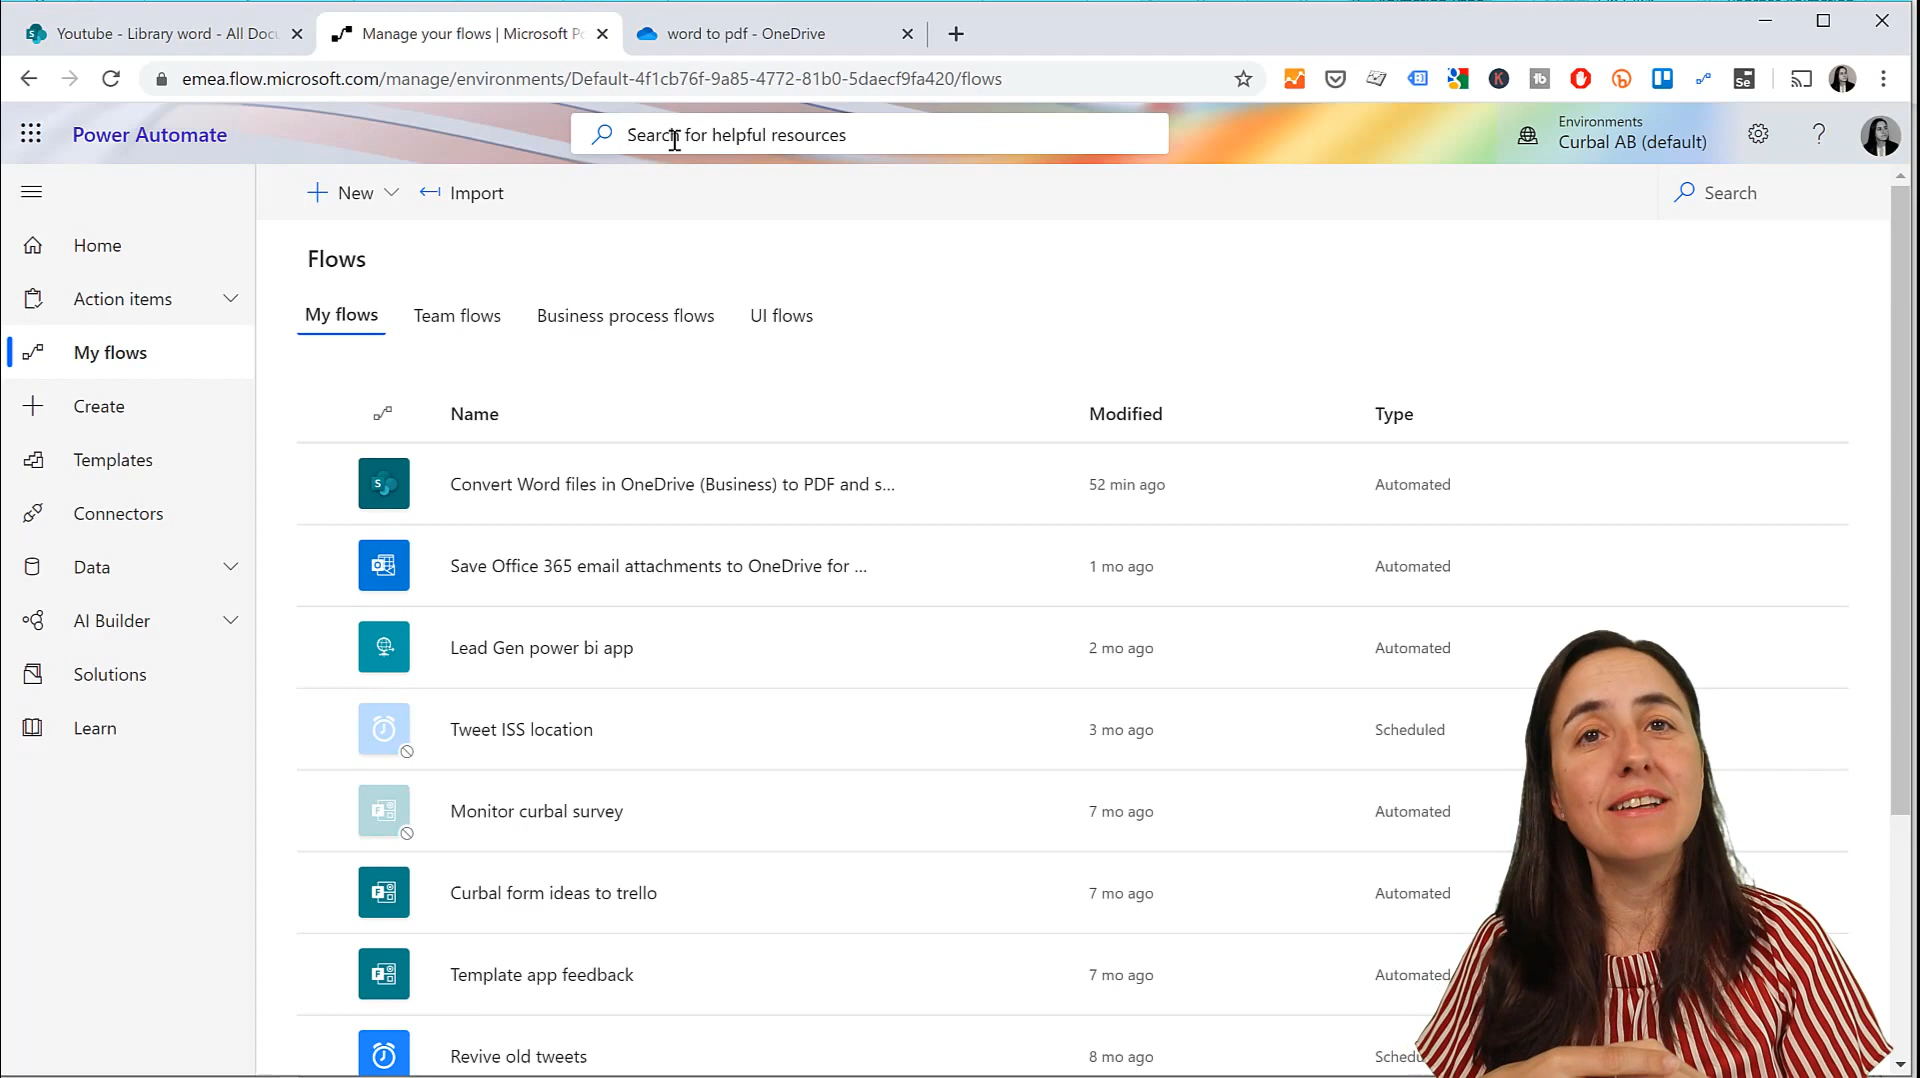 Youtube - Library word - All Docu
Manage your flows | Microsoft Po
word to pdf - OneDrive
emea.flow.microsoft.com/manage/environments/Default-4f1cb76f-9a85-4772-81b0-5daecf9fa420/flows
Power Automate
Search for helpful resources
Environments
Curbal AB (default)
New
Import
Search
Home
Action items
My flows
Create
Templates
Connectors
Data
AI Builder
Solutions
Learn
Flows
My flows Team flows Business process flows UI flows
Name Modified Type
Convert Word files in OneDrive (Business) to PDF and s... 52 min ago Automated
Save Office 365 email attachments to OneDrive for ... 1 mo ago Automated
Lead Gen power bi app 2 mo ago Automated
Tweet ISS location 3 mo ago Scheduled
Monitor curbal survey 7 mo ago Automated
Curbal form ideas to trello 7 mo ago Automated
Template app feedback 7 mo ago Automated
Revive old tweets 8 mo ago Schedu